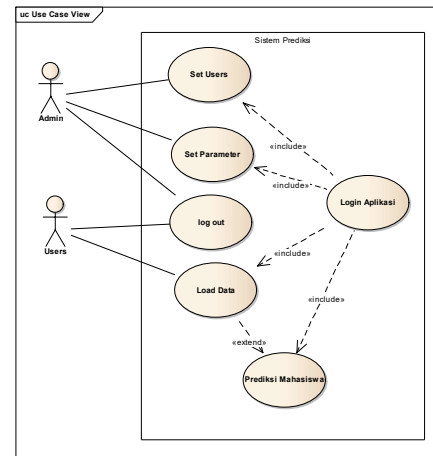 uc Use Case View
Sistem Prediksi
Set Users
Admin
«include»
Set Parameter
«include»
Login Aplikasi
log out
Users
«include»
Load Data
«include»
«extend»
Prediksi Mahasiswa